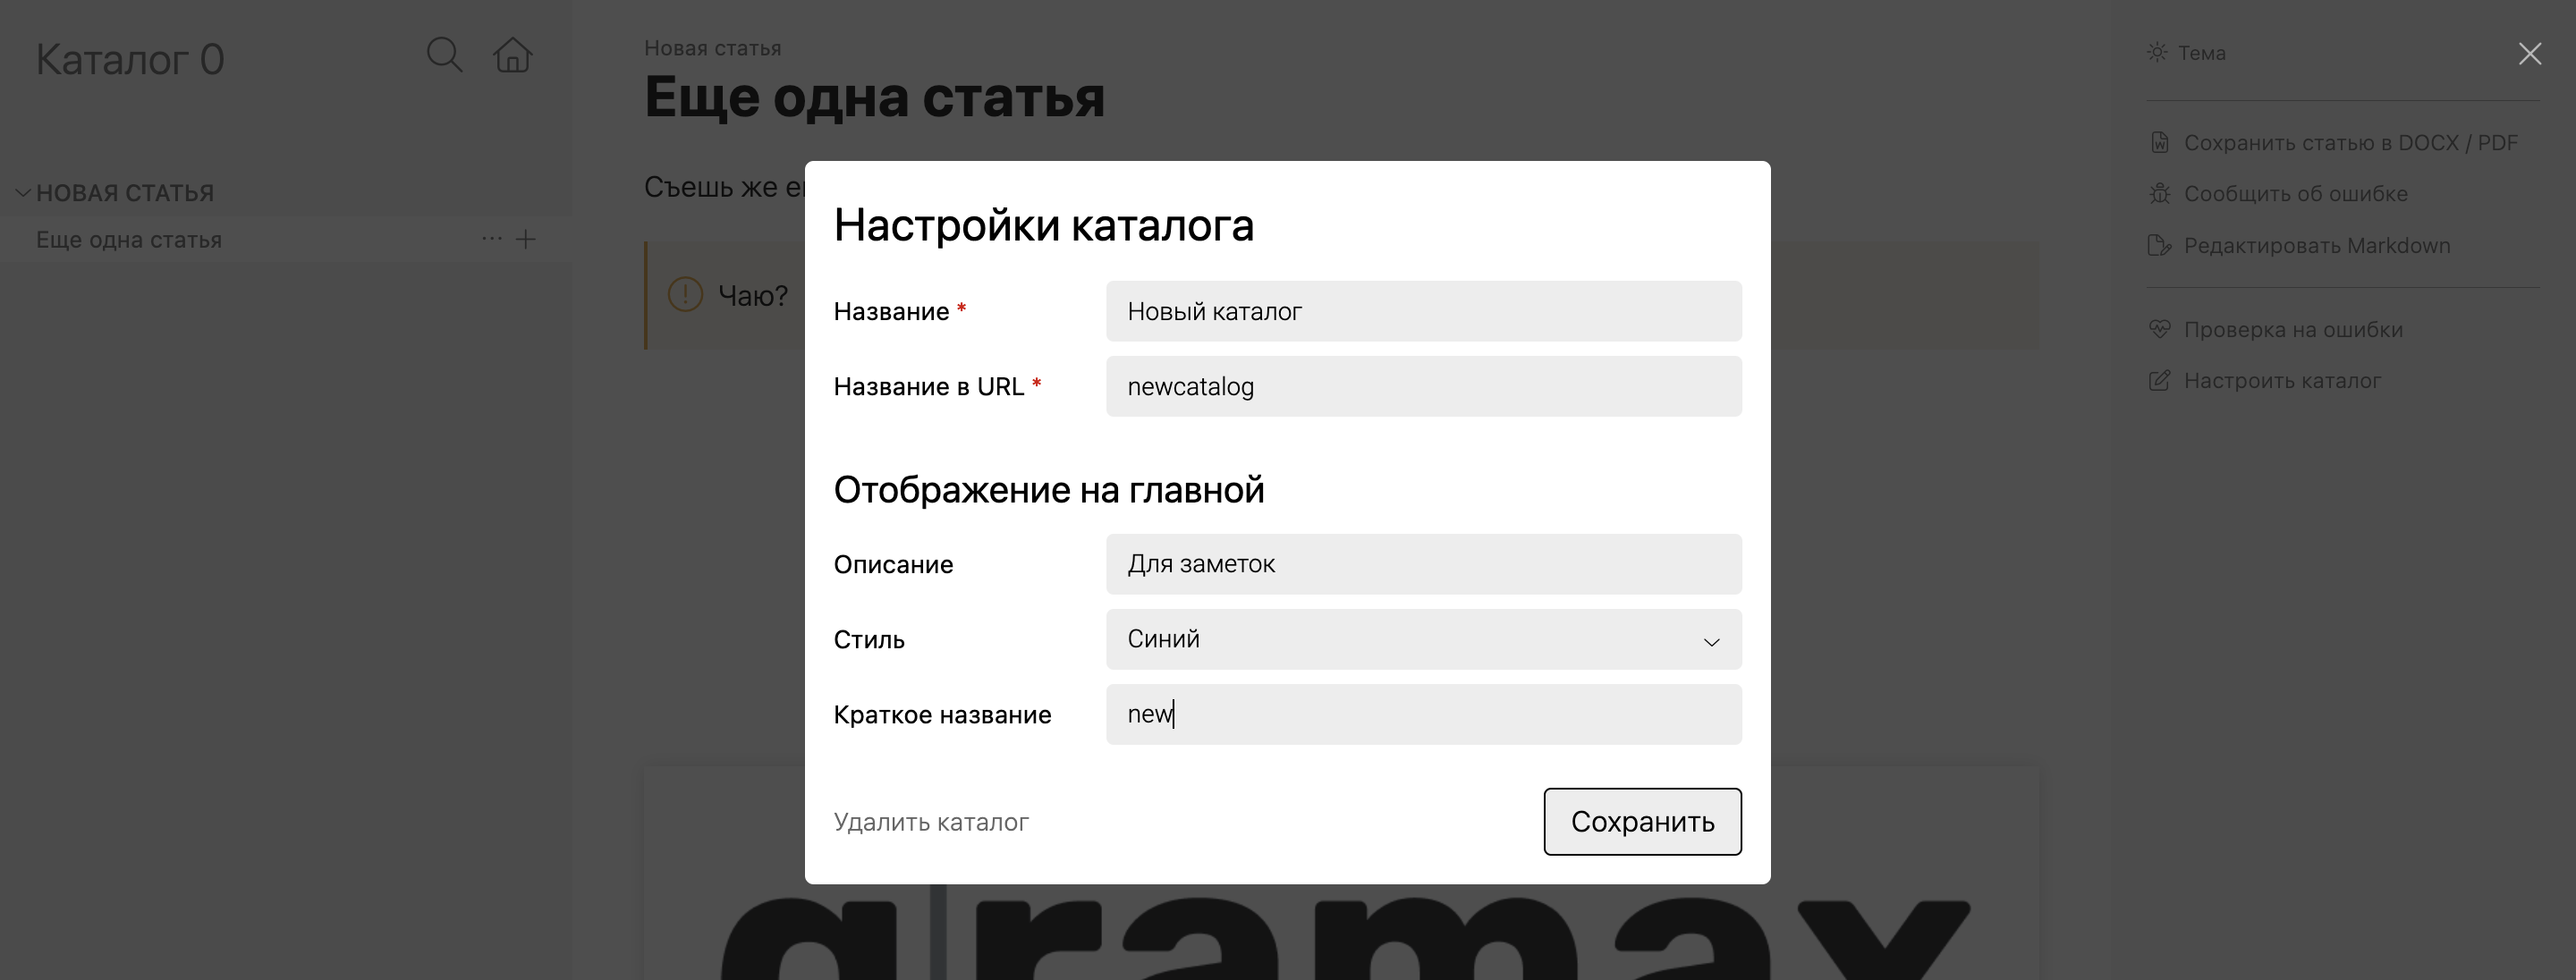 Каталог 0
НОВАЯ СТАТЬЯ
Еще одна статья
Новая статья
Еще одна статья
Съешь же
Чаю?
Настройки каталога
Название *
Новый каталог
Название в URL *
newcatalog
Отображение на главной
Описание
Для заметок
Стиль
Синий
Краткое название
new
Удалить каталог
Сохранить
gramax
Тема
Сохранить статью в DOCX / PDF
Сообщить об ошибке
Редактировать Markdown
Проверка на ошибки
Настроить каталог